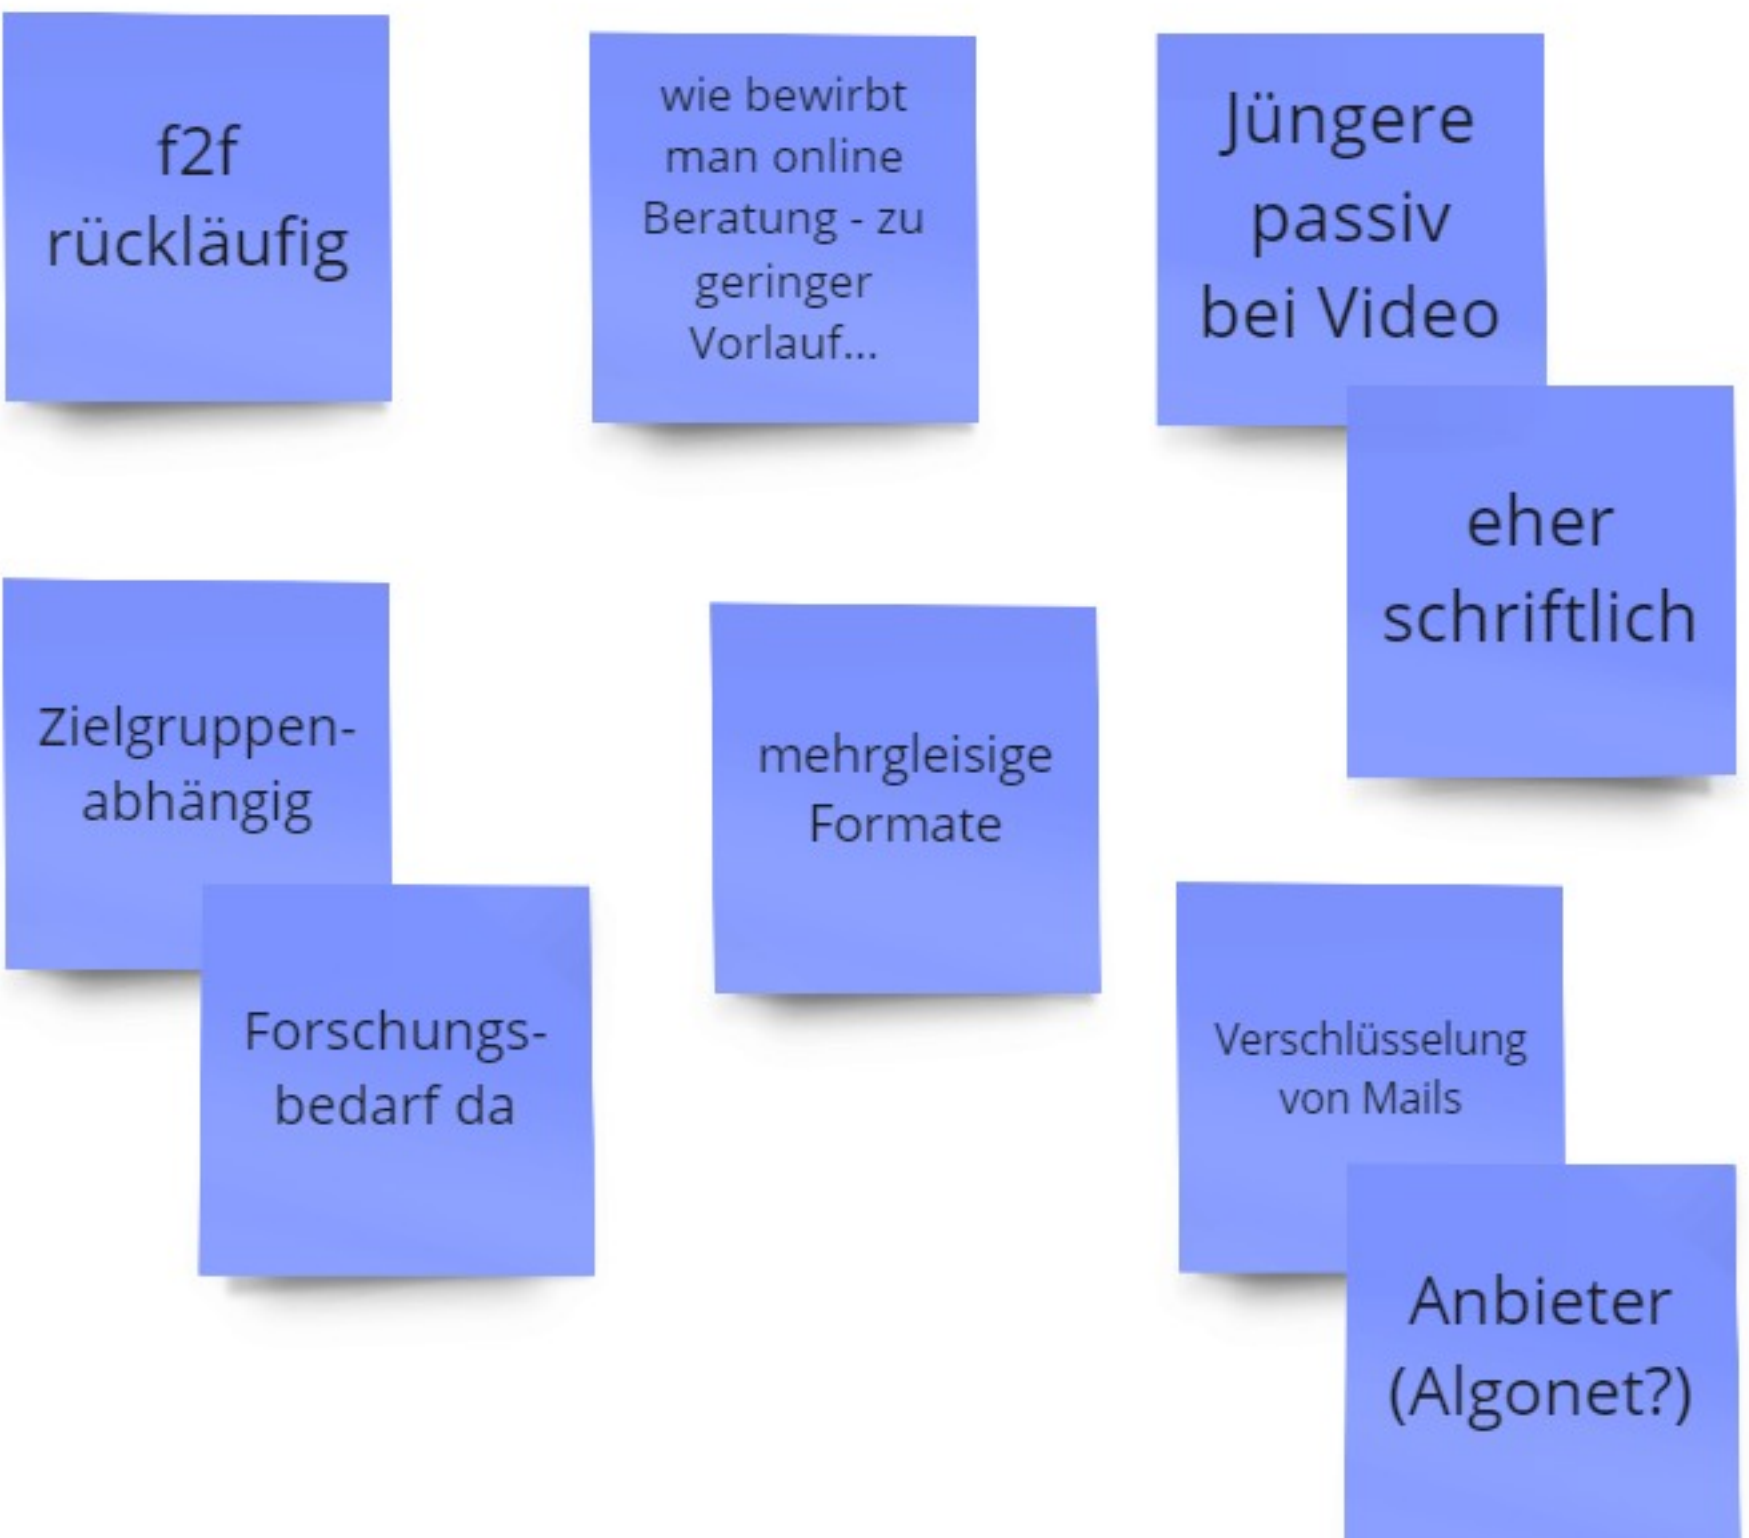 f2f
rückläufig
wie bewirbt
man online
Beratung - zu
geringer
Vorlauf...
Jüngere
passiv
bei Video
eher
schriftlich
Zielgruppen-
abhängig
Forschungs-
bedarf da
mehrgleisige
Formate
Verschlüsselung
von Mails
Anbieter
(Algonet?)